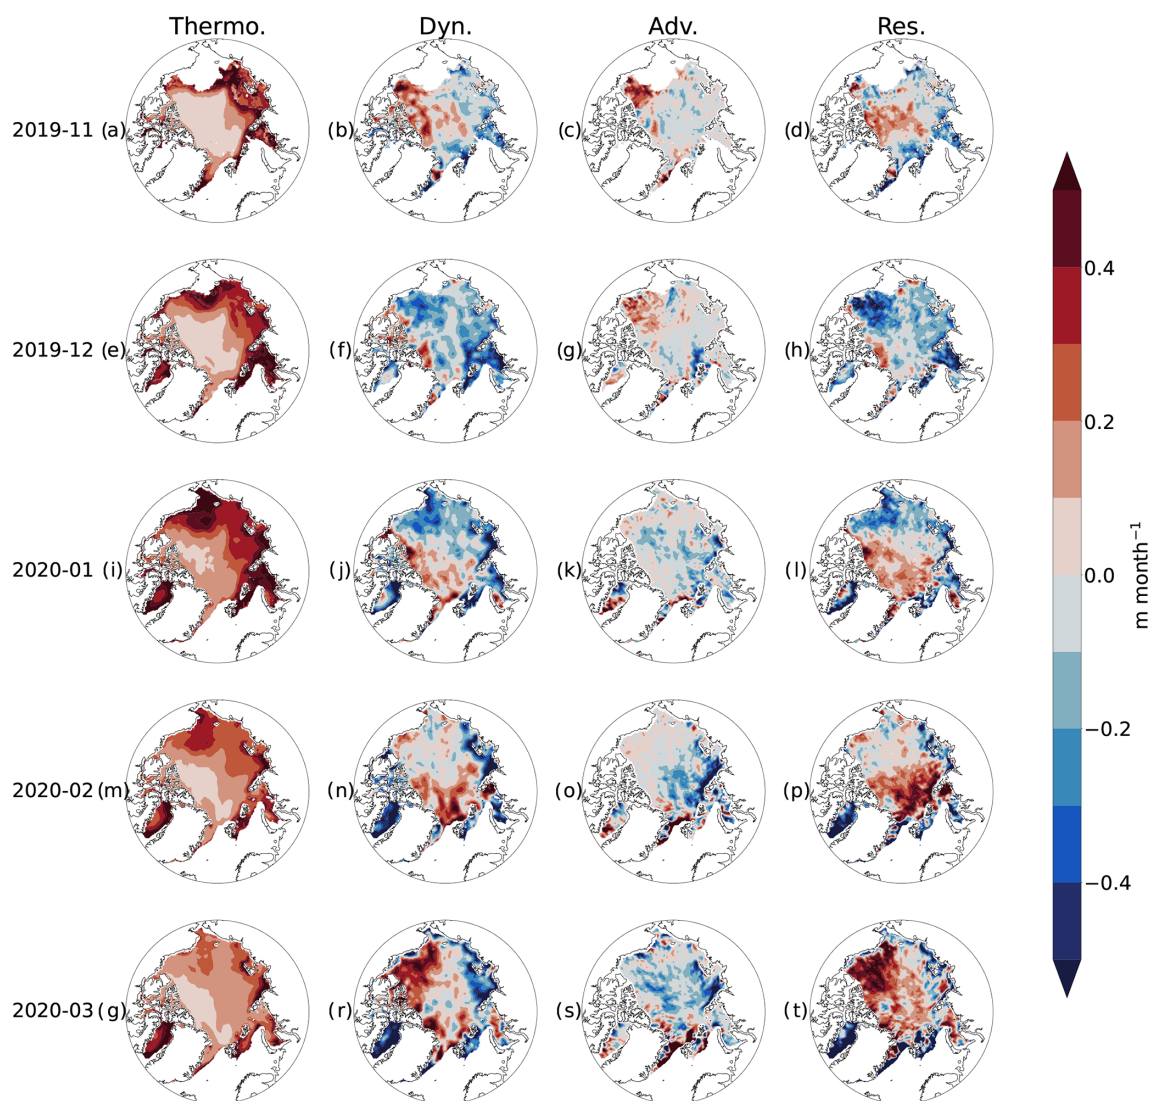 Thermo. Dyn. Adv. Res.
2019-11 (a) (b) (c) (d)
2019-12 (e) (f) (g) (h)
2020-01 (i) (j) (k) (l)
2020-02 (m) (n) (o) (p)
2020-03 (g) (r) (s) (t)
0.4
0.2
0.0
−0.2
−0.4
m month⁻¹